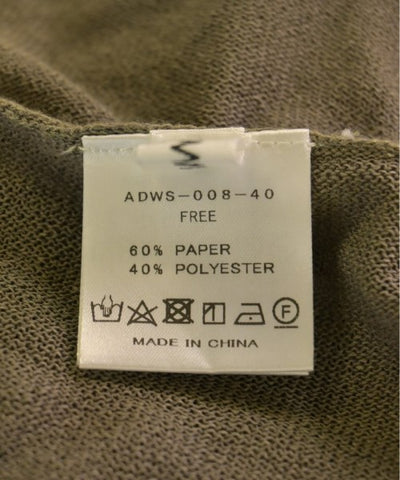 S
ADWS-008-40
FREE
60% PAPER
40% POLYESTER
F
MADE IN CHINA